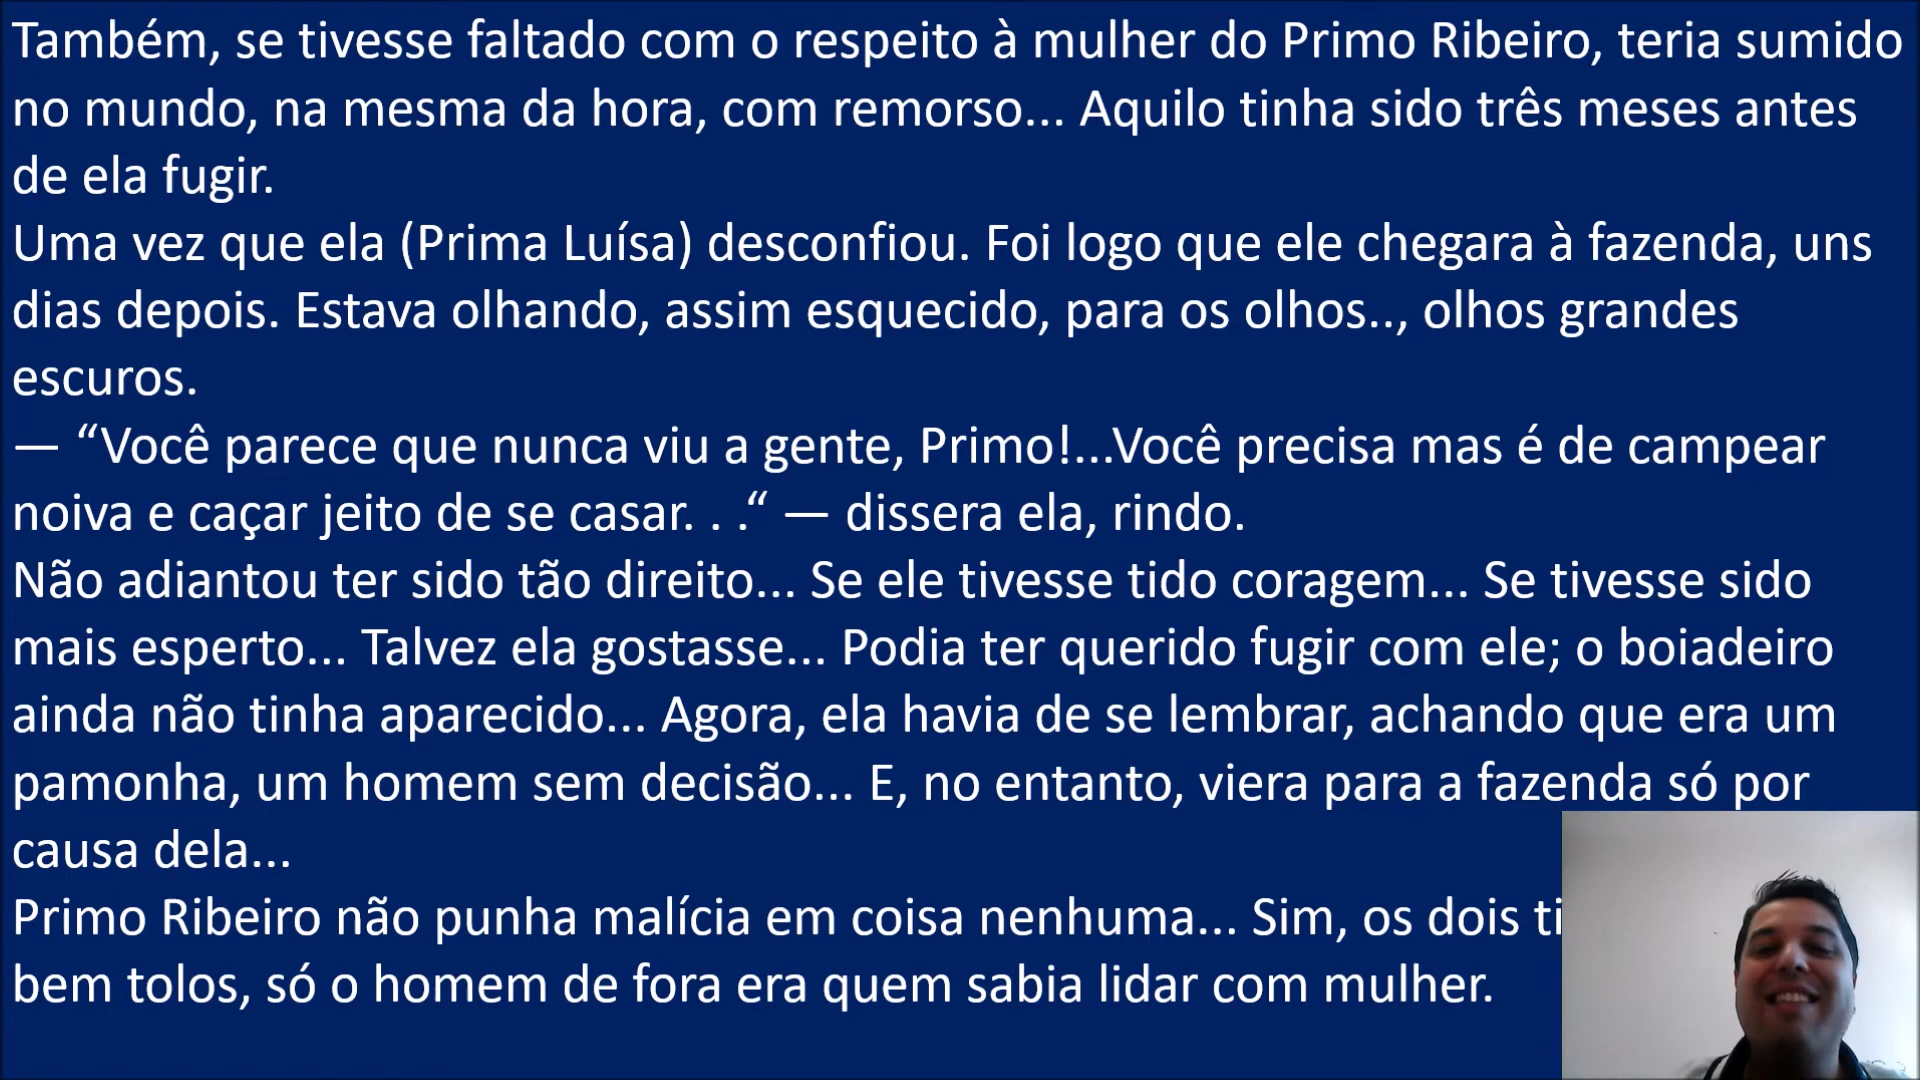 Também, se tivesse faltado com o respeito à mulher do Primo Ribeiro, teria sumido
no mundo, na mesma da hora, com remorso... Aquilo tinha sido três meses antes
de ela fugir.
Uma vez que ela (Prima Luísa) desconfiou. Foi logo que ele chegara à fazenda, uns
dias depois. Estava olhando, assim esquecido, para os olhos.., olhos grandes
escuros.
— “Você parece que nunca viu a gente, Primo!...Você precisa mas é de campear
noiva e caçar jeito de se casar. . .“ — dissera ela, rindo.
Não adiantou ter sido tão direito... Se ele tivesse tido coragem... Se tivesse sido
mais esperto... Talvez ela gostasse... Podia ter querido fugir com ele; o boiadeiro
ainda não tinha aparecido... Agora, ela havia de se lembrar, achando que era um
pamonha, um homem sem decisão... E, no entanto, viera para a fazenda só por
causa dela...
Primo Ribeiro não punha malícia em coisa nenhuma... Sim, os dois
bem tolos, só o homem de fora era quem sabia lidar com mulher.